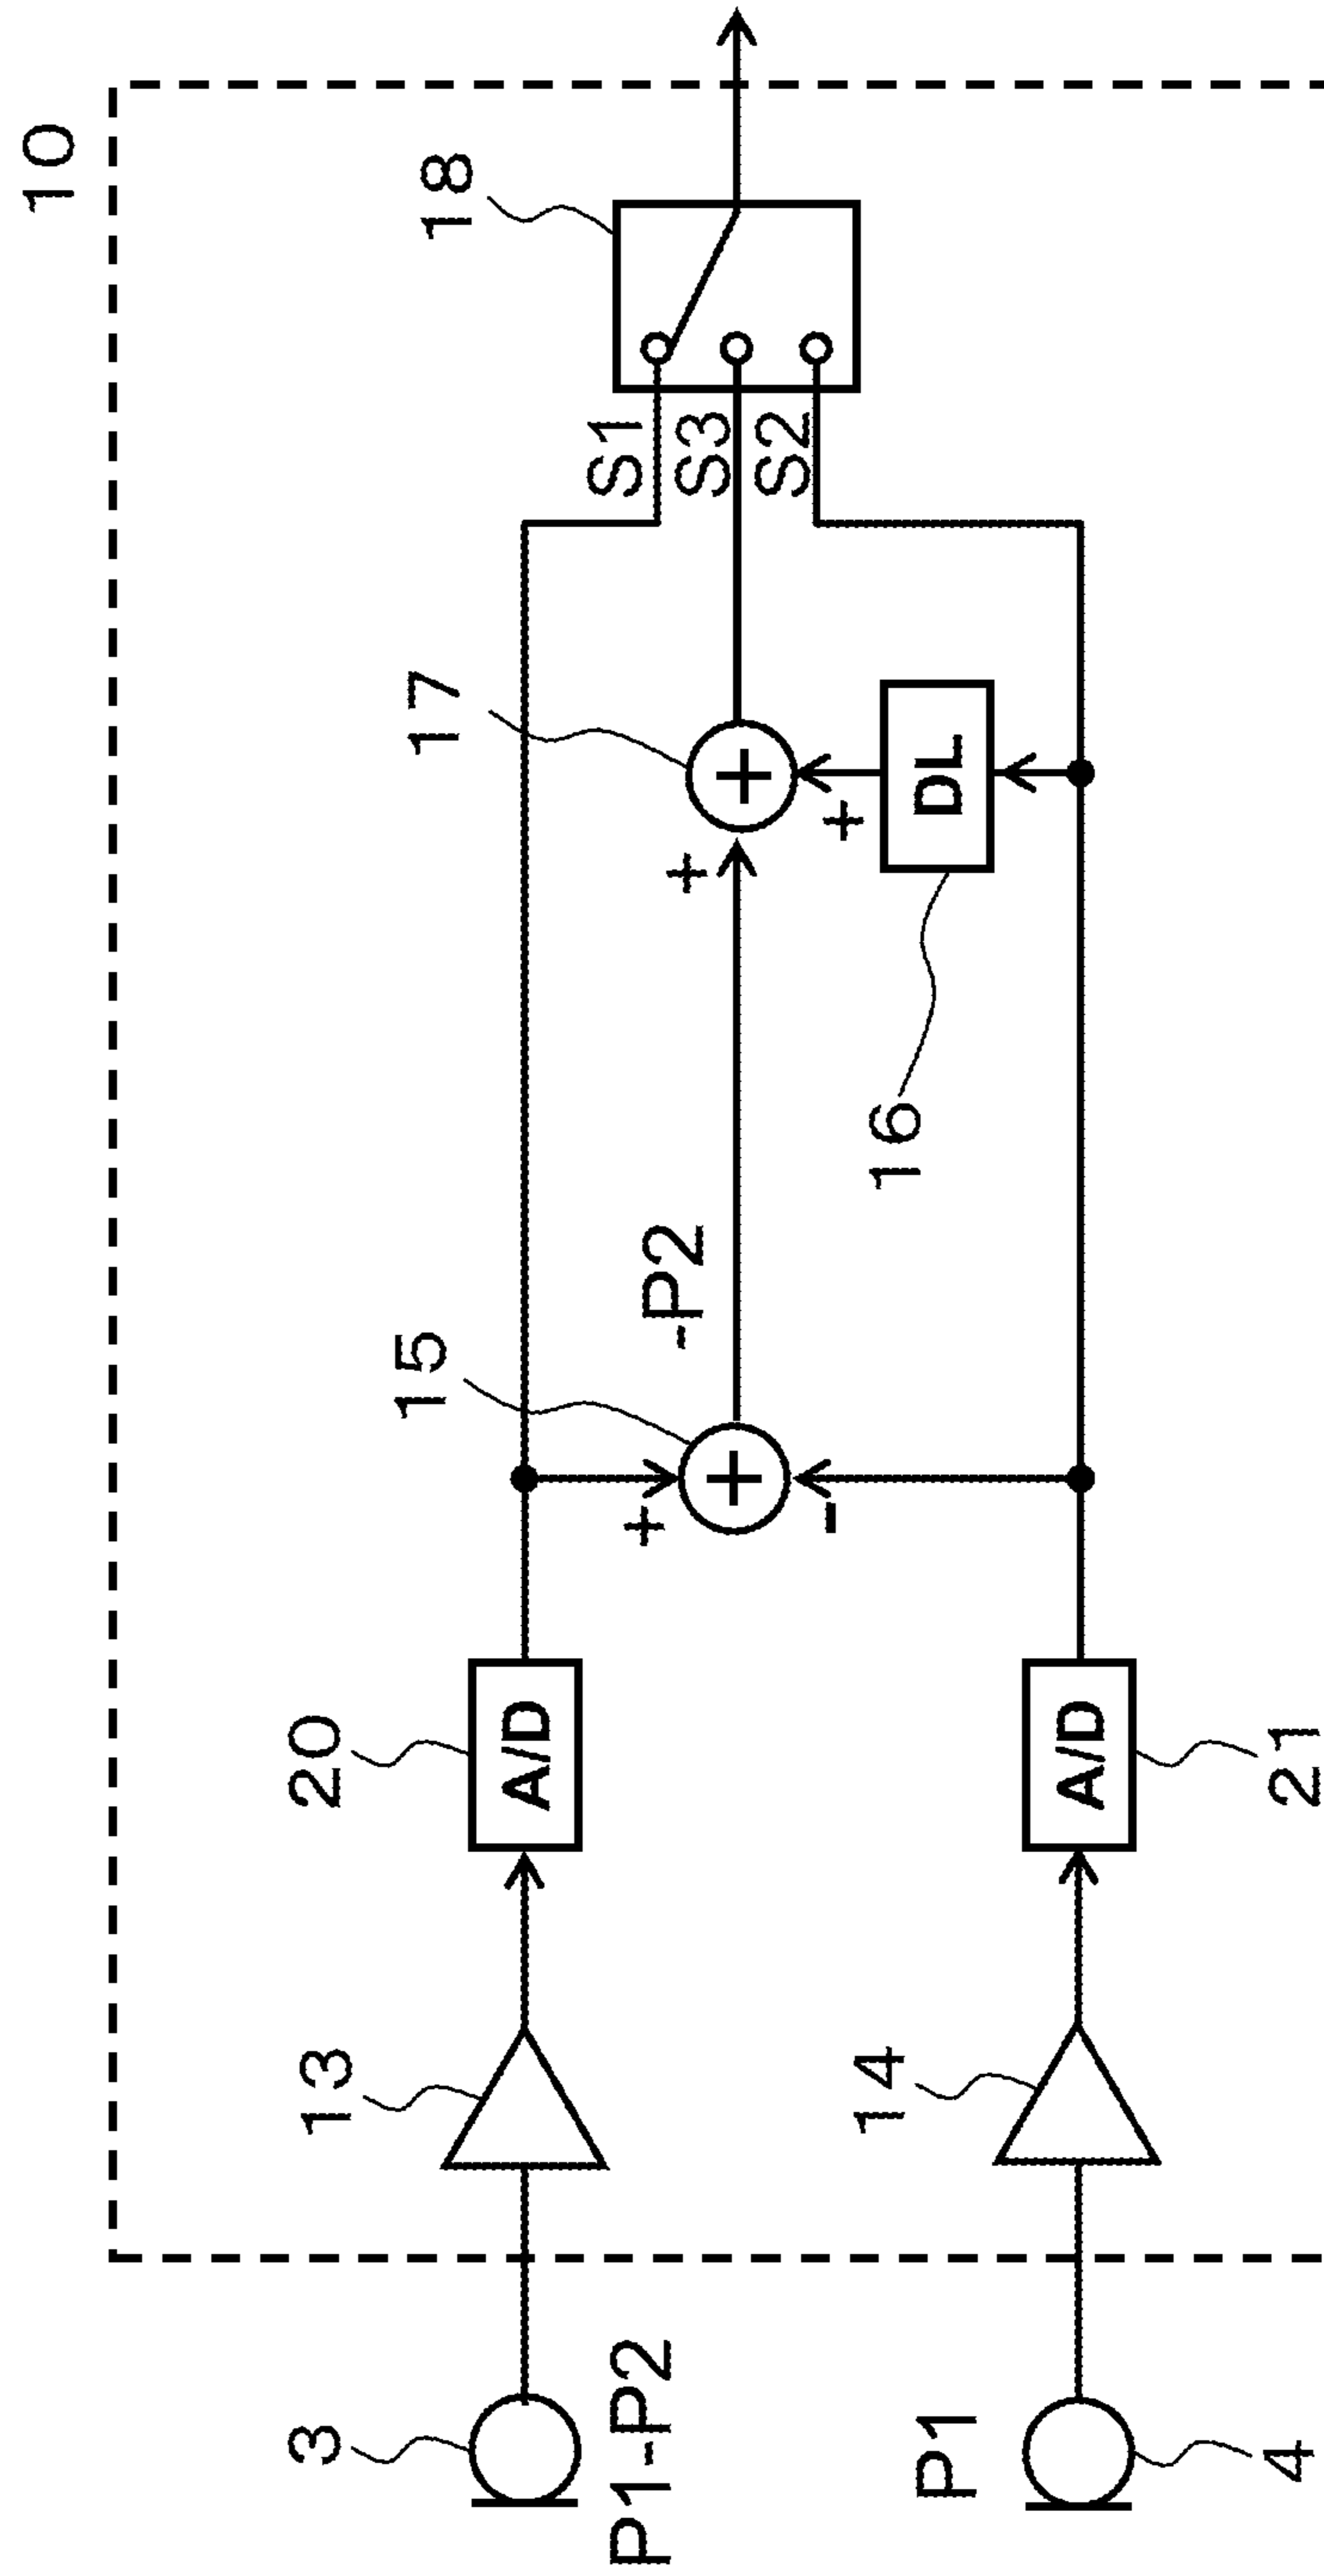 10
18
S1
S3
S2
17
+
+
+
DL
16
-P2
15
+
+
-
20
A/D
A/D
21
13
14
3
P1-P2
P1
4